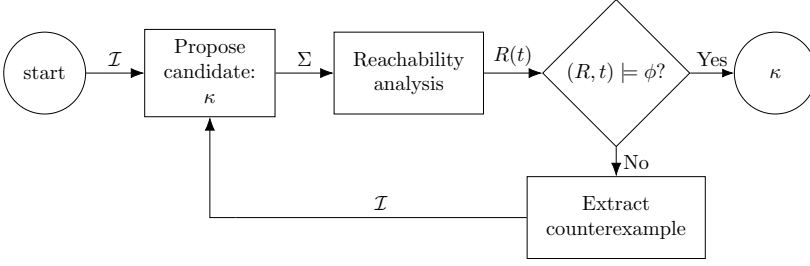 start
ℐ
Propose
candidate:
κ
Σ
Reachability
analysis
R(t)
(R, t) ⊨ ϕ?
Yes
κ
No
Extract
counterexample
ℐ